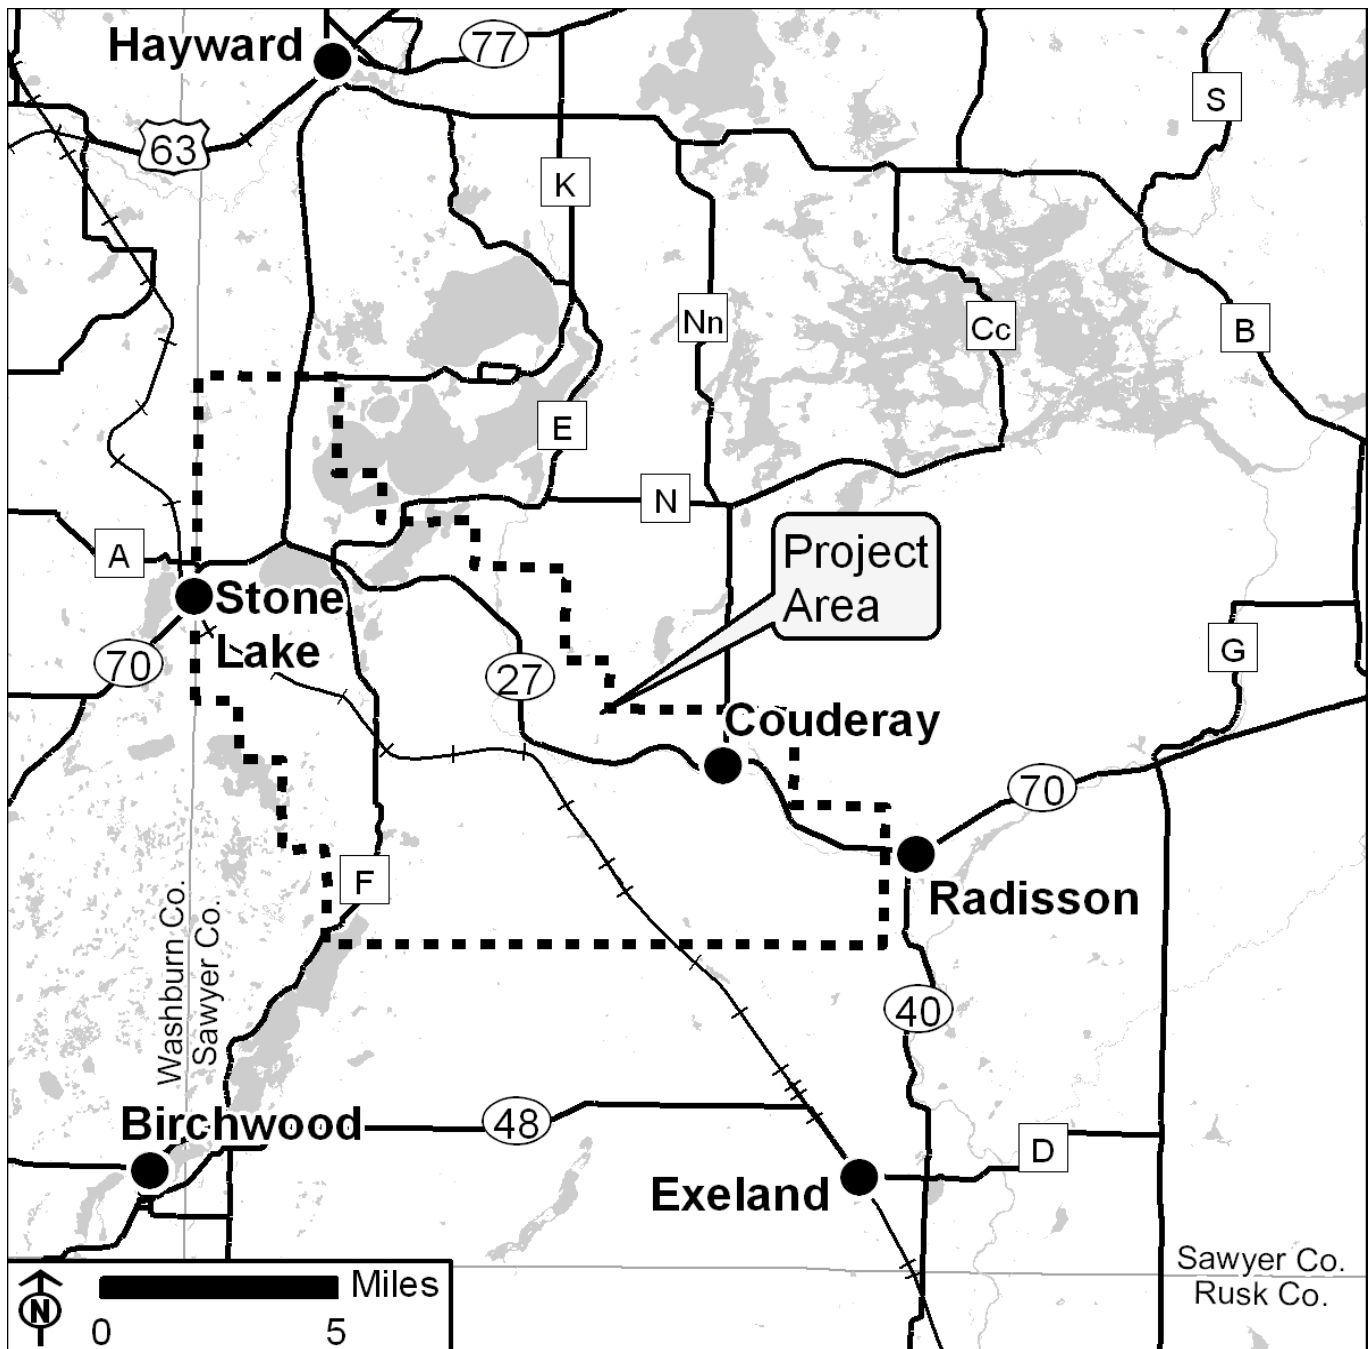 Hayward
77
S
63
K
Nn
Cc
B
E
N
A
Project
Area
Stone
Lake
70
27
G
Couderay
70
F
Radisson
Washburn Co.
Sawyer Co.
40
Birchwood
48
D
Exeland
Sawyer Co.
Rusk Co.
N
Miles
0
5